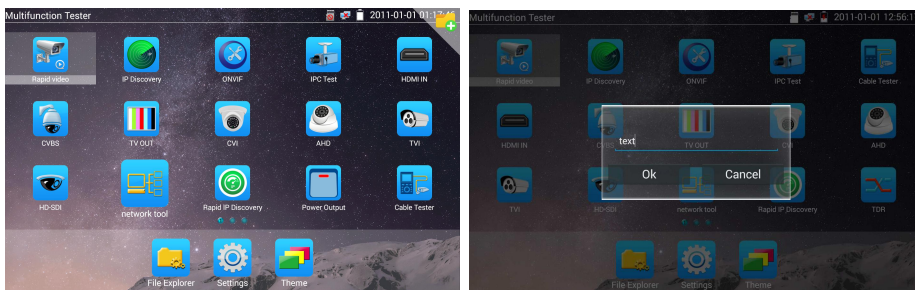 Multifunction Tester
2011-01-01 01:17:46
Rapid video
IP Discovery
ONVIF
IPC Test
HDMI IN
CVBS
TV OUT
CVI
AHD
TVI
HD-SDI
network tool
Rapid IP Discovery
Power Output
Cable Tester
File Explorer
Settings
Theme
Multifunction Tester
2011-01-01 12:56:1
Rapid video
IP Discovery
ONVIF
IPC Test
Cable Tester
HDMI IN
CVBS
TV OUT
CVI
AHD
text
Ok
Cancel
TVI
HD-SDI
network tool
Rapid IP Discovery
TDR
File Explorer
Settings
Theme